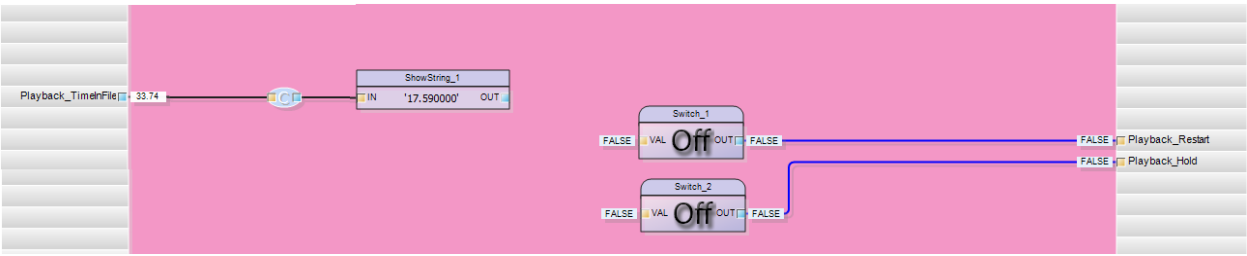 ShowString_1
Playback_TimeInFile 33.74 C IN '17.590000' OUT
Switch_1
FALSE VAL Off OUT FALSE FALSE Playback_Restart
FALSE Playback_Hold
Switch_2
FALSE VAL Off OUT FALSE